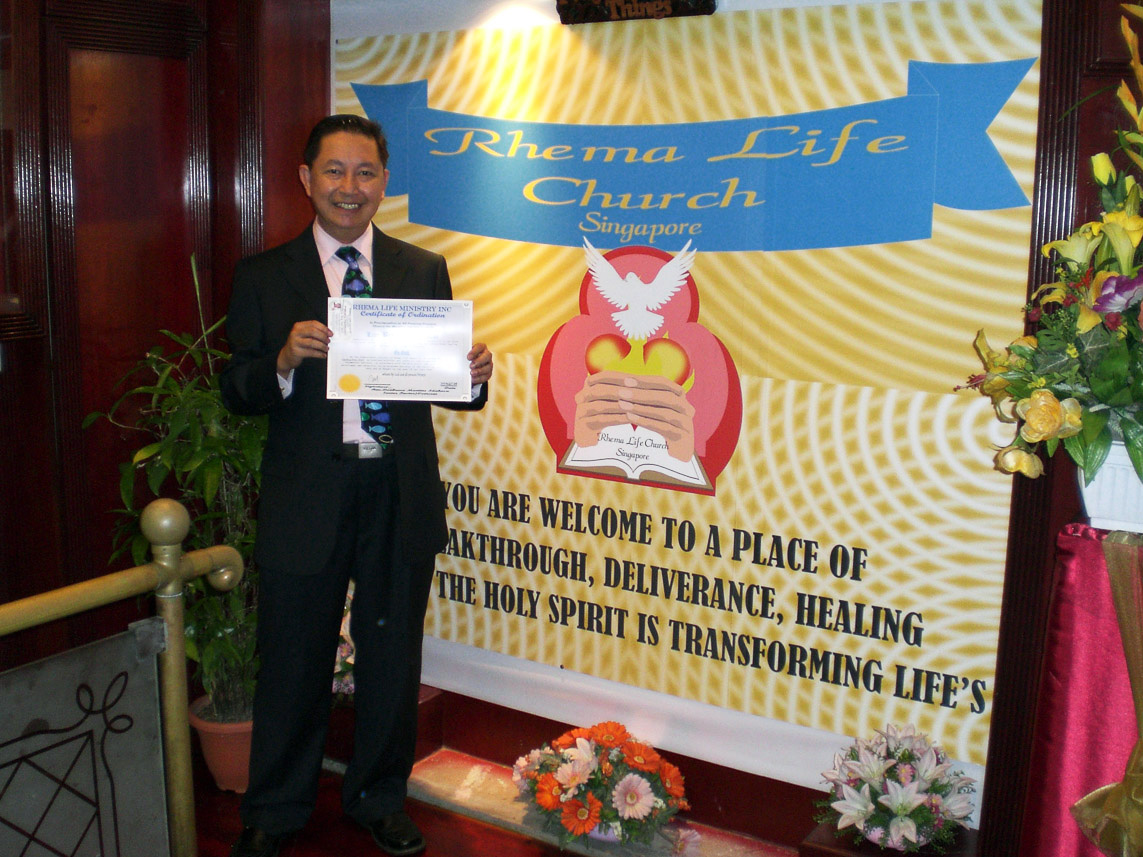 Things
Rhema Life
Church
Singapore
RHEMA LIFE MINISTRY INC
Certificate of Ordination
Rhema Life Church
Singapore
YOU ARE WELCOME TO A PLACE OF
AKTHROUGH, DELIVERANCE, HEALING
THE HOLY SPIRIT IS TRANSFORMING LIFE'S